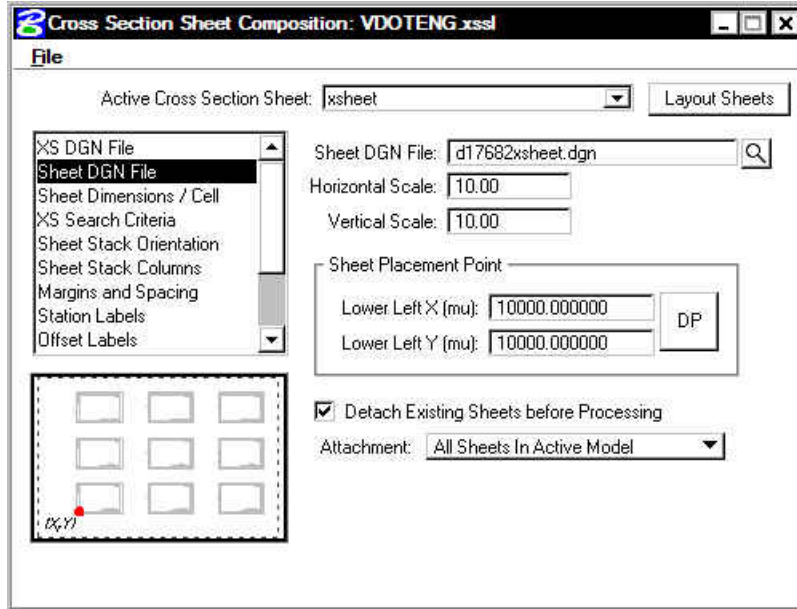 Cross Section Sheet Composition: VDOTENG.xssl
File
Active Cross Section Sheet: xsheet Layout Sheets
XS DGN File
Sheet DGN File
Sheet Dimensions / Cell
XS Search Criteria
Sheet Stack Orientation
Sheet Stack Columns
Margins and Spacing
Station Labels
Offset Labels
Sheet DGN File: d17682xsheet.dgn
Horizontal Scale: 10.00
Vertical Scale: 10.00
Sheet Placement Point
Lower Left X (mu): 10000.000000
Lower Left Y (mu): 10000.000000
DP
Detach Existing Sheets before Processing
Attachment: All Sheets In Active Model
(X,Y)